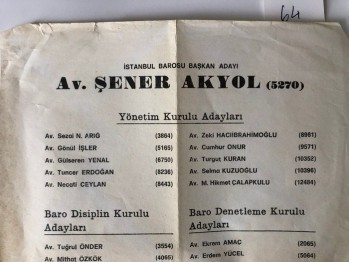 64
İSTANBUL BAROSU BAŞKAN ADAYI
Av. ŞENER AKYOL (5270)
Yönetim Kurulu Adayları
Av. Sezai N. ARIĞ (3864)
Av. Gönül İŞLER (5165)
Av. Gülseren YENAL (6750)
Av. Tuncer ERDOĞAN (8238)
Av. Necati CEYLAN (8443)
Av. Zeki HACIİBRAHİMOĞLU (8961)
Av. Cumhur ONUR (9571)
Av. Turgut KURAN (10352)
Av. Selmo KUZUOĞLU (10396)
Av. M. Hikmet ÇALAPKULU (12484)
Baro Disiplin Kurulu
Adayları
Av. Tuğrul ÖNDER (3554)
Av. Mithat ÖZKÖK (4065)
Baro Denetleme Kurulu
Adayları
Av. Ekrem AMAÇ (2065)
Av. Erdem YÜCEL (5064)